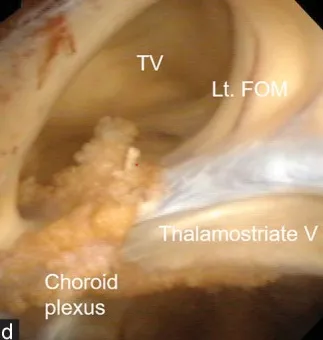 TV
Lt. FOM
Thalamostriate V
Choroid
plexus
d